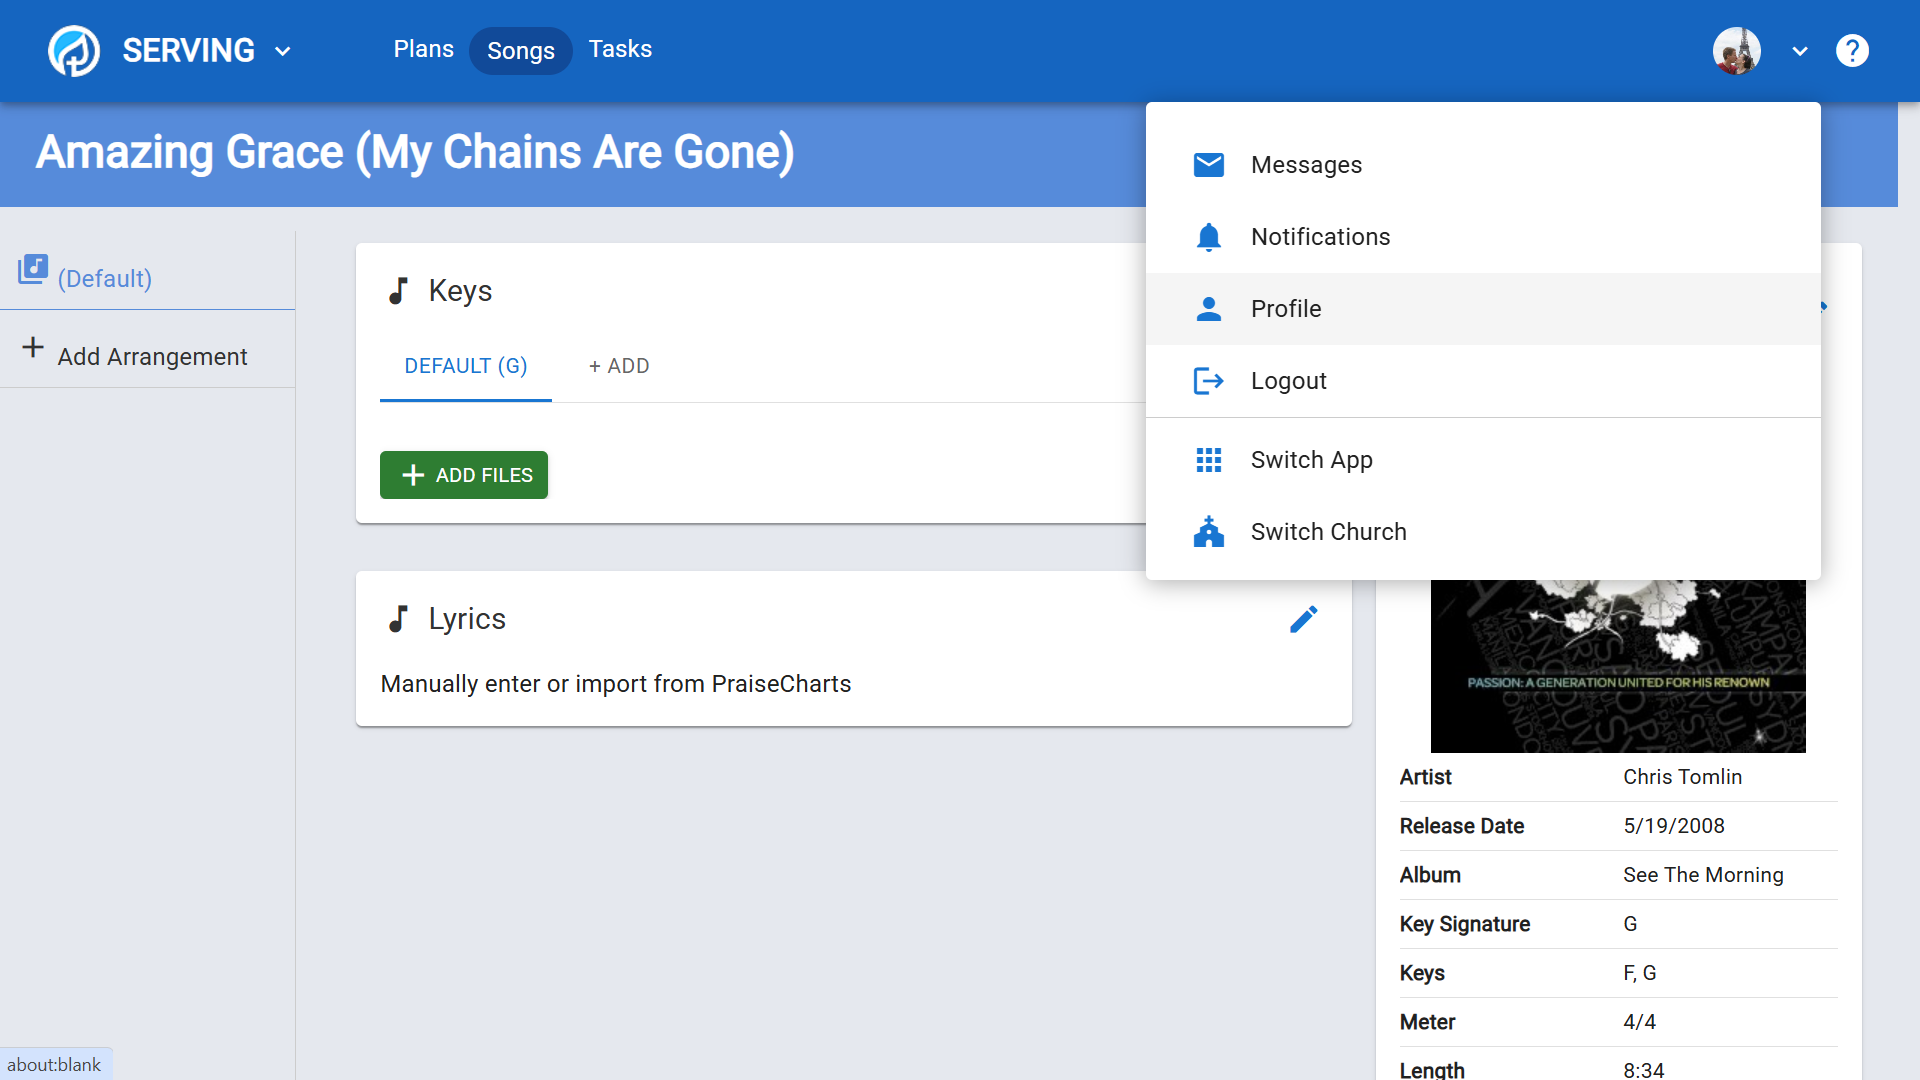 SERVING
Plans
Songs
Tasks
?
Amazing Grace (My Chains Are Gone)
Messages
Notifications
Profile
Logout
Switch App
Switch Church
(Default)
Add Arrangement
Keys
DEFAULT (G)
+ ADD
ADD FILES
Lyrics
Manually enter or import from PraiseCharts
PASSION: A GENERATION UNITED FOR HIS RENOWN
Artist Chris Tomlin
Release Date 5/19/2008
Album See The Morning
Key Signature G
Keys F, G
Meter 4/4
Length 8:34
about:blank